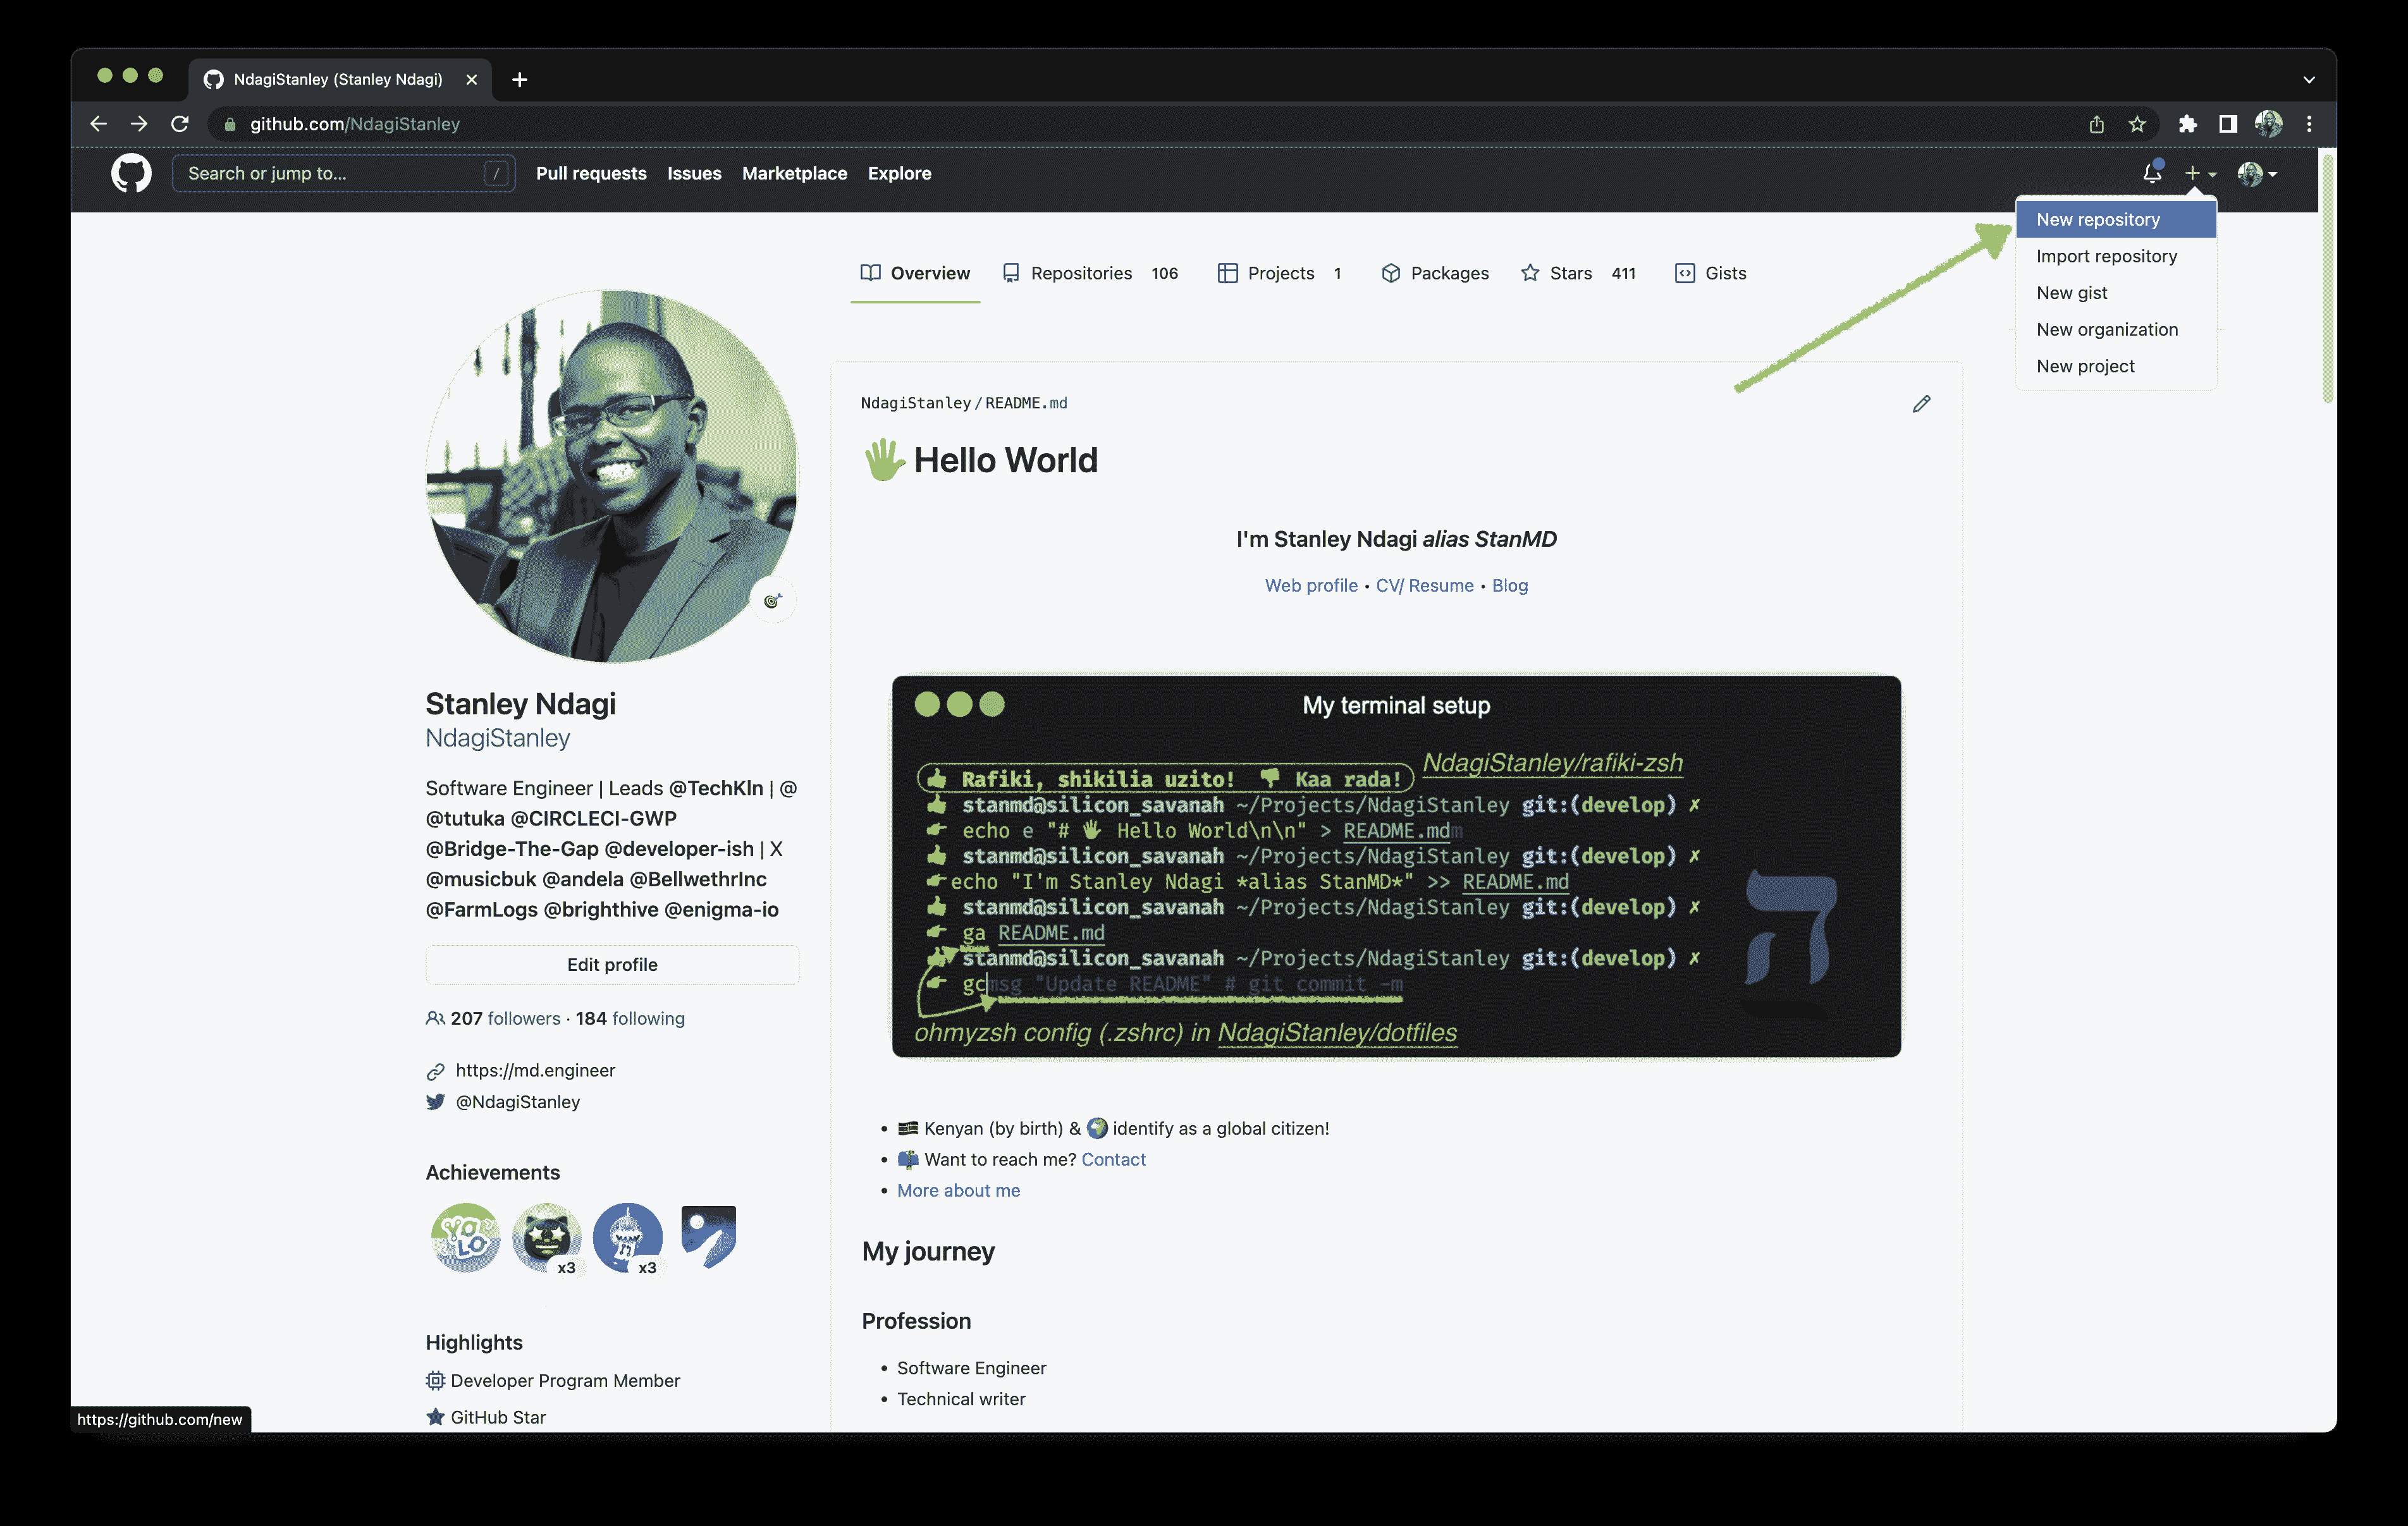 NdagiStanley (Stanley Ndagi)
github.com/NdagiStanley
Search or jump to... /
Pull requests Issues Marketplace Explore
New repository
Import repository
New gist
New organization
New project
Overview Repositories 106 Projects 1 Packages Stars 411 Gists
NdagiStanley/README.md
Hello World
I'm Stanley Ndagi alias StanMD
Web profile • CV/ Resume • Blog
My terminal setup
Rafiki, shikilia uzito! Kaa rada! NdagiStanley/rafiki-zsh
stanmd@silicon_savanah ~/Projects/NdagiStanley git:(develop) ✗
echo e "# 🖐 Hello World\n\n" > README.mdm
stanmd@silicon_savanah ~/Projects/NdagiStanley git:(develop) ✗
echo "I'm Stanley Ndagi *alias StanMD*" >> README.md
stanmd@silicon_savanah ~/Projects/NdagiStanley git:(develop) ✗
ga README.md
stanmd@silicon_savanah ~/Projects/NdagiStanley git:(develop) ✗
gcmsg "Update README" # git commit -m
ohmyzsh config (.zshrc) in NdagiStanley/dotfiles
ה
Kenyan (by birth) & identify as a global citizen!
Want to reach me? Contact
More about me
My journey
Profession
Software Engineer
Technical writer
Stanley Ndagi
NdagiStanley
Software Engineer | Leads @TechKln | @
@tutuka @CIRCLECI-GWP
@Bridge-The-Gap @developer-ish | X
@musicbuk @andela @BellwethrInc
@FarmLogs @brighthive @enigma-io
Edit profile
207 followers · 184 following
https://md.engineer
@NdagiStanley
Achievements
YOLO
x3
x3
Highlights
Developer Program Member
GitHub Star
https://github.com/new